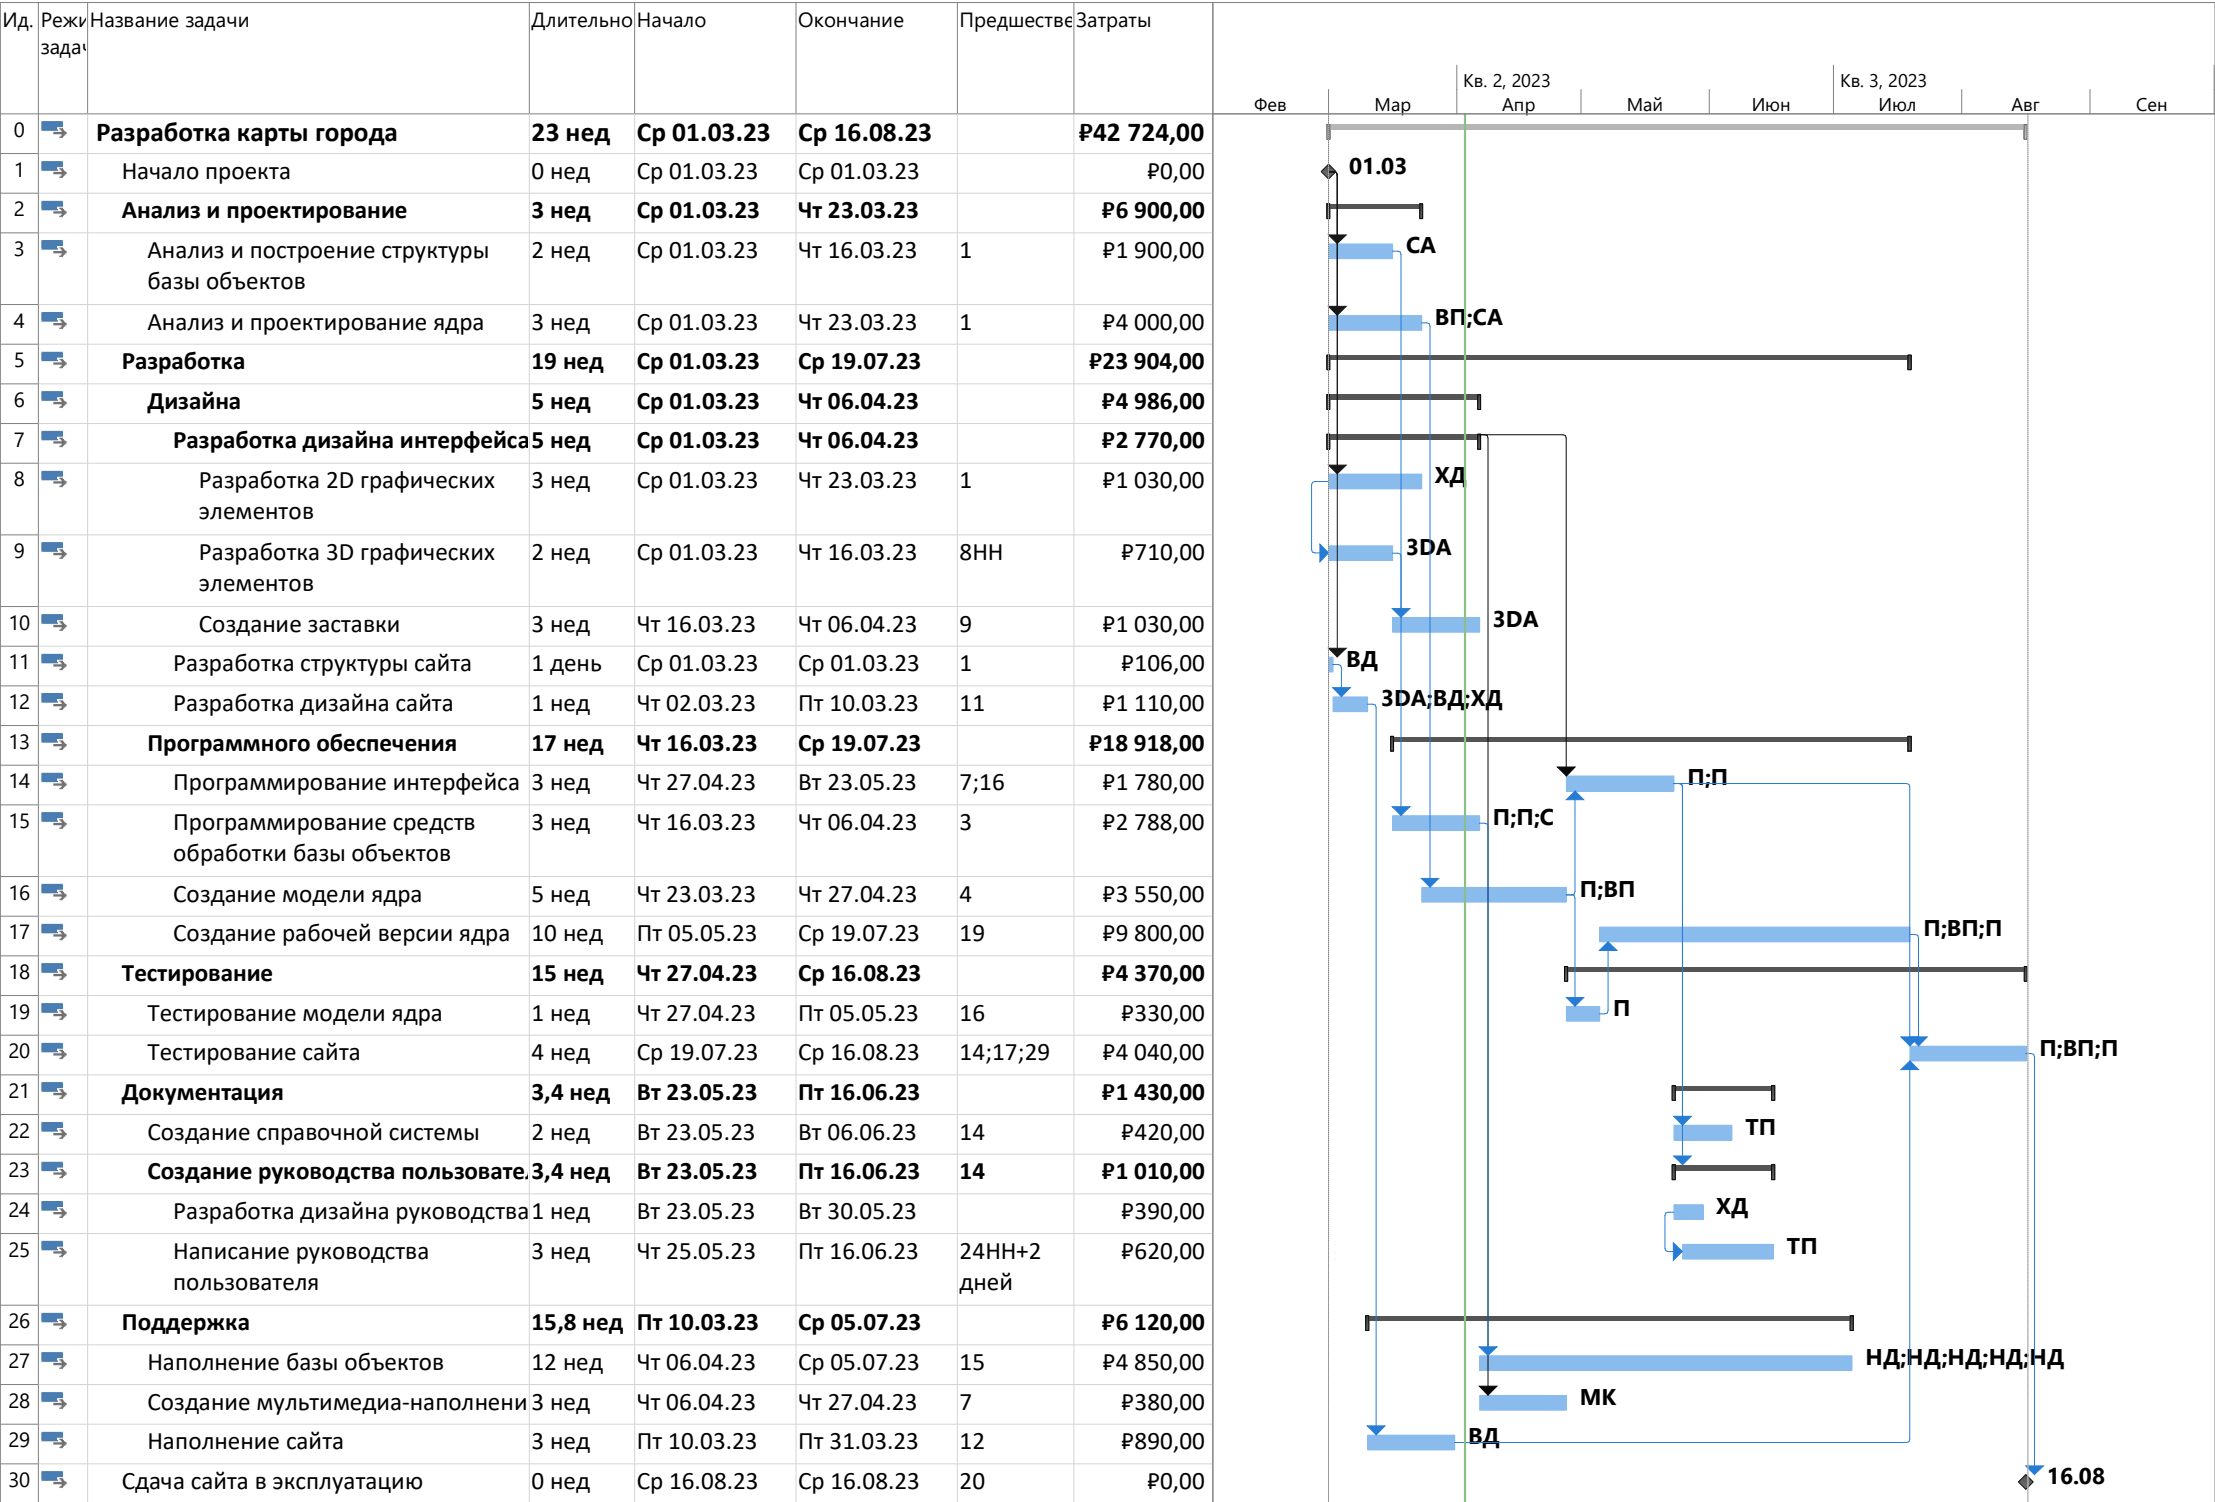 Ид. Режи Название задачи Длительно Начало Окончание Предшестве Затраты
задач
Кв. 2, 2023 Кв. 3, 2023
Фев Мар Апр Май Июн Июл Авг Сен
0 Разработка карты города 23 нед Ср 01.03.23 Ср 16.08.23 ₽42 724,00
1 Начало проекта 0 нед Ср 01.03.23 Ср 01.03.23 ₽0,00 01.03
2 Анализ и проектирование 3 нед Ср 01.03.23 Чт 23.03.23 ₽6 900,00
3 Анализ и построение структуры 2 нед Ср 01.03.23 Чт 16.03.23 1 ₽1 900,00 СА
базы объектов
4 Анализ и проектирование ядра 3 нед Ср 01.03.23 Чт 23.03.23 1 ₽4 000,00 ВП;СА
5 Разработка 19 нед Ср 01.03.23 Ср 19.07.23 ₽23 904,00
6 Дизайна 5 нед Ср 01.03.23 Чт 06.04.23 ₽4 986,00
7 Разработка дизайна интерфейса 5 нед Ср 01.03.23 Чт 06.04.23 ₽2 770,00
8 Разработка 2D графических 3 нед Ср 01.03.23 Чт 23.03.23 1 ₽1 030,00 ХД
элементов
9 Разработка 3D графических 2 нед Ср 01.03.23 Чт 16.03.23 8НН ₽710,00 3DA
элементов
10 Создание заставки 3 нед Чт 16.03.23 Чт 06.04.23 9 ₽1 030,00 3DA
11 Разработка структуры сайта 1 день Ср 01.03.23 Ср 01.03.23 1 ₽106,00 ВД
12 Разработка дизайна сайта 1 нед Чт 02.03.23 Пт 10.03.23 11 ₽1 110,00 3DA;ВД;ХД
13 Программного обеспечения 17 нед Чт 16.03.23 Ср 19.07.23 ₽18 918,00
14 Программирование интерфейса 3 нед Чт 27.04.23 Вт 23.05.23 7;16 ₽1 780,00 П;П
15 Программирование средств 3 нед Чт 16.03.23 Чт 06.04.23 3 ₽2 788,00 П;П;С
обработки базы объектов
16 Создание модели ядра 5 нед Чт 23.03.23 Чт 27.04.23 4 ₽3 550,00 П;ВП
17 Создание рабочей версии ядра 10 нед Пт 05.05.23 Ср 19.07.23 19 ₽9 800,00 П;ВП;П
18 Тестирование 15 нед Чт 27.04.23 Ср 16.08.23 ₽4 370,00
19 Тестирование модели ядра 1 нед Чт 27.04.23 Пт 05.05.23 16 ₽330,00 П
20 Тестирование сайта 4 нед Ср 19.07.23 Ср 16.08.23 14;17;29 ₽4 040,00 П;ВП;П
21 Документация 3,4 нед Вт 23.05.23 Пт 16.06.23 ₽1 430,00
22 Создание справочной системы 2 нед Вт 23.05.23 Вт 06.06.23 14 ₽420,00 ТП
23 Создание руководства пользовател 3,4 нед Вт 23.05.23 Пт 16.06.23 14 ₽1 010,00
24 Разработка дизайна руководства 1 нед Вт 23.05.23 Вт 30.05.23 ₽390,00 ХД
25 Написание руководства 3 нед Чт 25.05.23 Пт 16.06.23 24НН+2 ₽620,00 ТП
пользователя дней
26 Поддержка 15,8 нед Пт 10.03.23 Ср 05.07.23 ₽6 120,00
27 Наполнение базы объектов 12 нед Чт 06.04.23 Ср 05.07.23 15 ₽4 850,00 НД;НД;НД;НД;НД
28 Создание мультимедиа-наполнени 3 нед Чт 06.04.23 Чт 27.04.23 7 ₽380,00 МК
29 Наполнение сайта 3 нед Пт 10.03.23 Пт 31.03.23 12 ₽890,00 ВД
30 Сдача сайта в эксплуатацию 0 нед Ср 16.08.23 Ср 16.08.23 20 ₽0,00 16.08